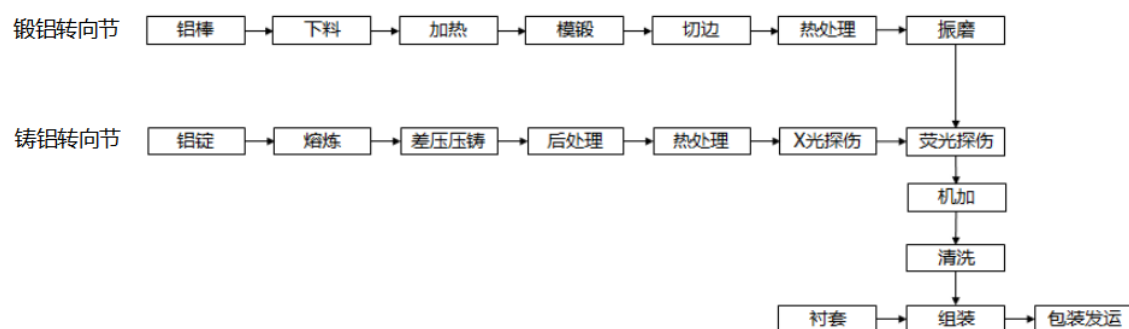 锻铝转向节 铝棒 下料 加热 模锻 切边 热处理 振磨
铸铝转向节 铝锭 熔炼 差压压铸 后处理 热处理 X光探伤 荧光探伤
机加
清洗
衬套 组装 包装发运